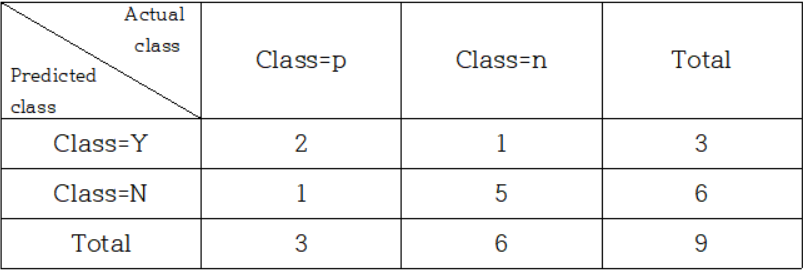 Actual
class
Predicted
class
Class=p Class=n Total
Class=Y 2 1 3
Class=N 1 5 6
Total 3 6 9